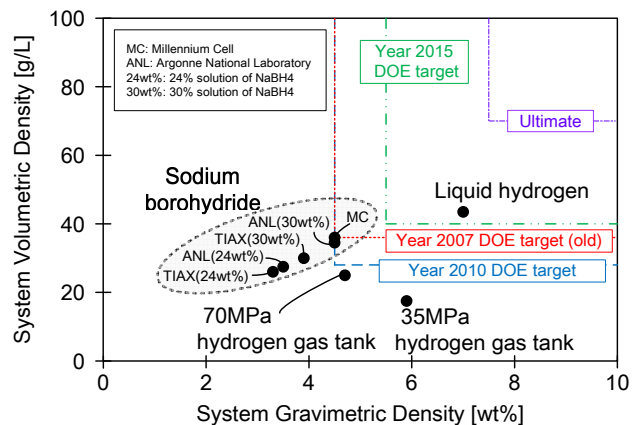 MC: Millennium Cell
ANL: Argonne National Laboratory
24wt%: 24% solution of NaBH4
30wt%: 30% solution of NaBH4
Year 2015
DOE target
Ultimate
Sodium
borohydride
Liquid hydrogen
ANL(30wt%)
MC
TIAX(30wt%)
ANL(24wt%)
TIAX(24wt%)
Year 2007 DOE target (old)
Year 2010 DOE target
70MPa
hydrogen gas tank
35MPa
hydrogen gas tank
System Volumetric Density [g/L]
100
80
60
40
20
0
0
2
4
6
8
10
System Gravimetric Density [wt%]